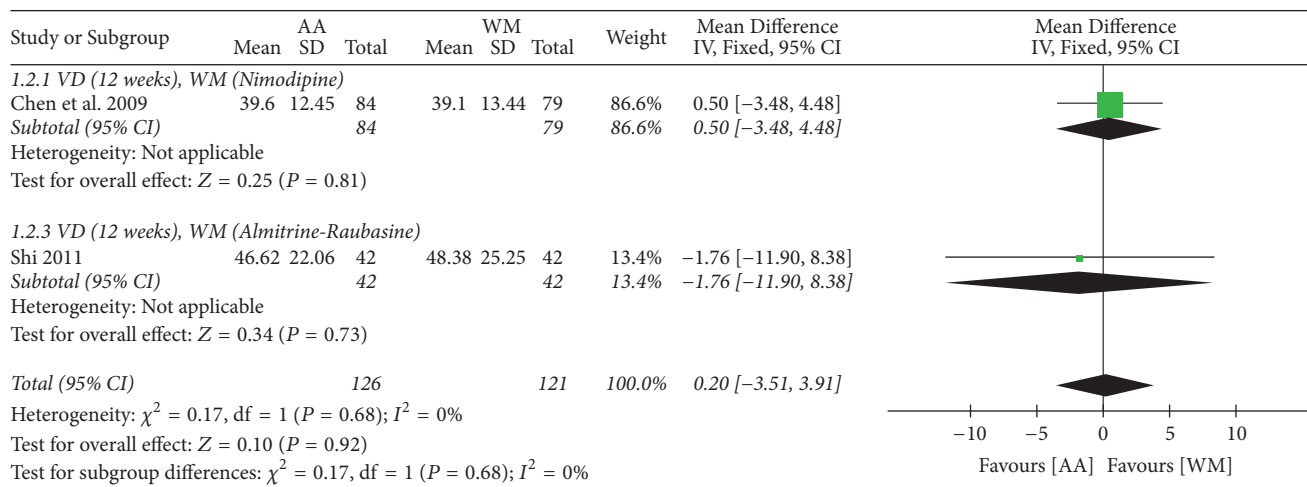 Study or Subgroup AA WM Weight Mean Difference Mean Difference
Mean SD Total Mean SD Total IV, Fixed, 95% CI IV, Fixed, 95% CI
1.2.1 VD (12 weeks), WM (Nimodipine)
Chen et al. 2009 39.6 12.45 84 39.1 13.44 79 86.6% 0.50 [−3.48, 4.48]
Subtotal (95% CI) 84 79 86.6% 0.50 [−3.48, 4.48]
Heterogeneity: Not applicable
Test for overall effect: Z = 0.25 (P = 0.81)
1.2.3 VD (12 weeks), WM (Almitrine-Raubasine)
Shi 2011 46.62 22.06 42 48.38 25.25 42 13.4% −1.76 [−11.90, 8.38]
Subtotal (95% CI) 42 42 13.4% −1.76 [−11.90, 8.38]
Heterogeneity: Not applicable
Test for overall effect: Z = 0.34 (P = 0.73)
Total (95% CI) 126 121 100.0% 0.20 [−3.51, 3.91]
Heterogeneity: χ² = 0.17, df = 1 (P = 0.68); I² = 0%
Test for overall effect: Z = 0.10 (P = 0.92)
Test for subgroup differences: χ² = 0.17, df = 1 (P = 0.68); I² = 0%
−10 −5 0 5 10
Favours [AA] Favours [WM]